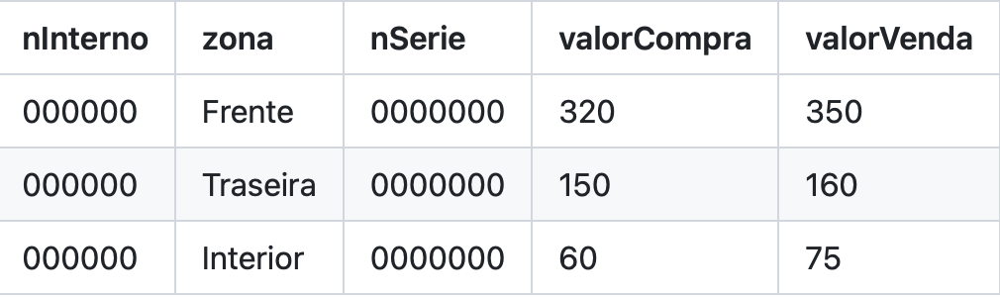 nInterno zona nSerie valorCompra valorVenda
000000 Frente 0000000 320 350
000000 Traseira 0000000 150 160
000000 Interior 0000000 60 75